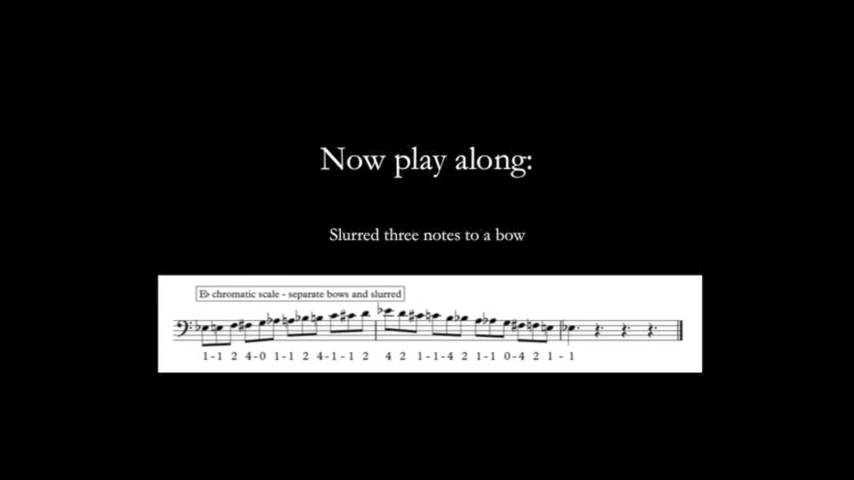 Now play along:
Slurred three notes to a bow
E♭ chromatic scale - separate bows and slurred
1-1 2 4-0 1-1 2 4-1-1 2 4 2 1-1-4 2 1-1 0-4 2 1 - 1